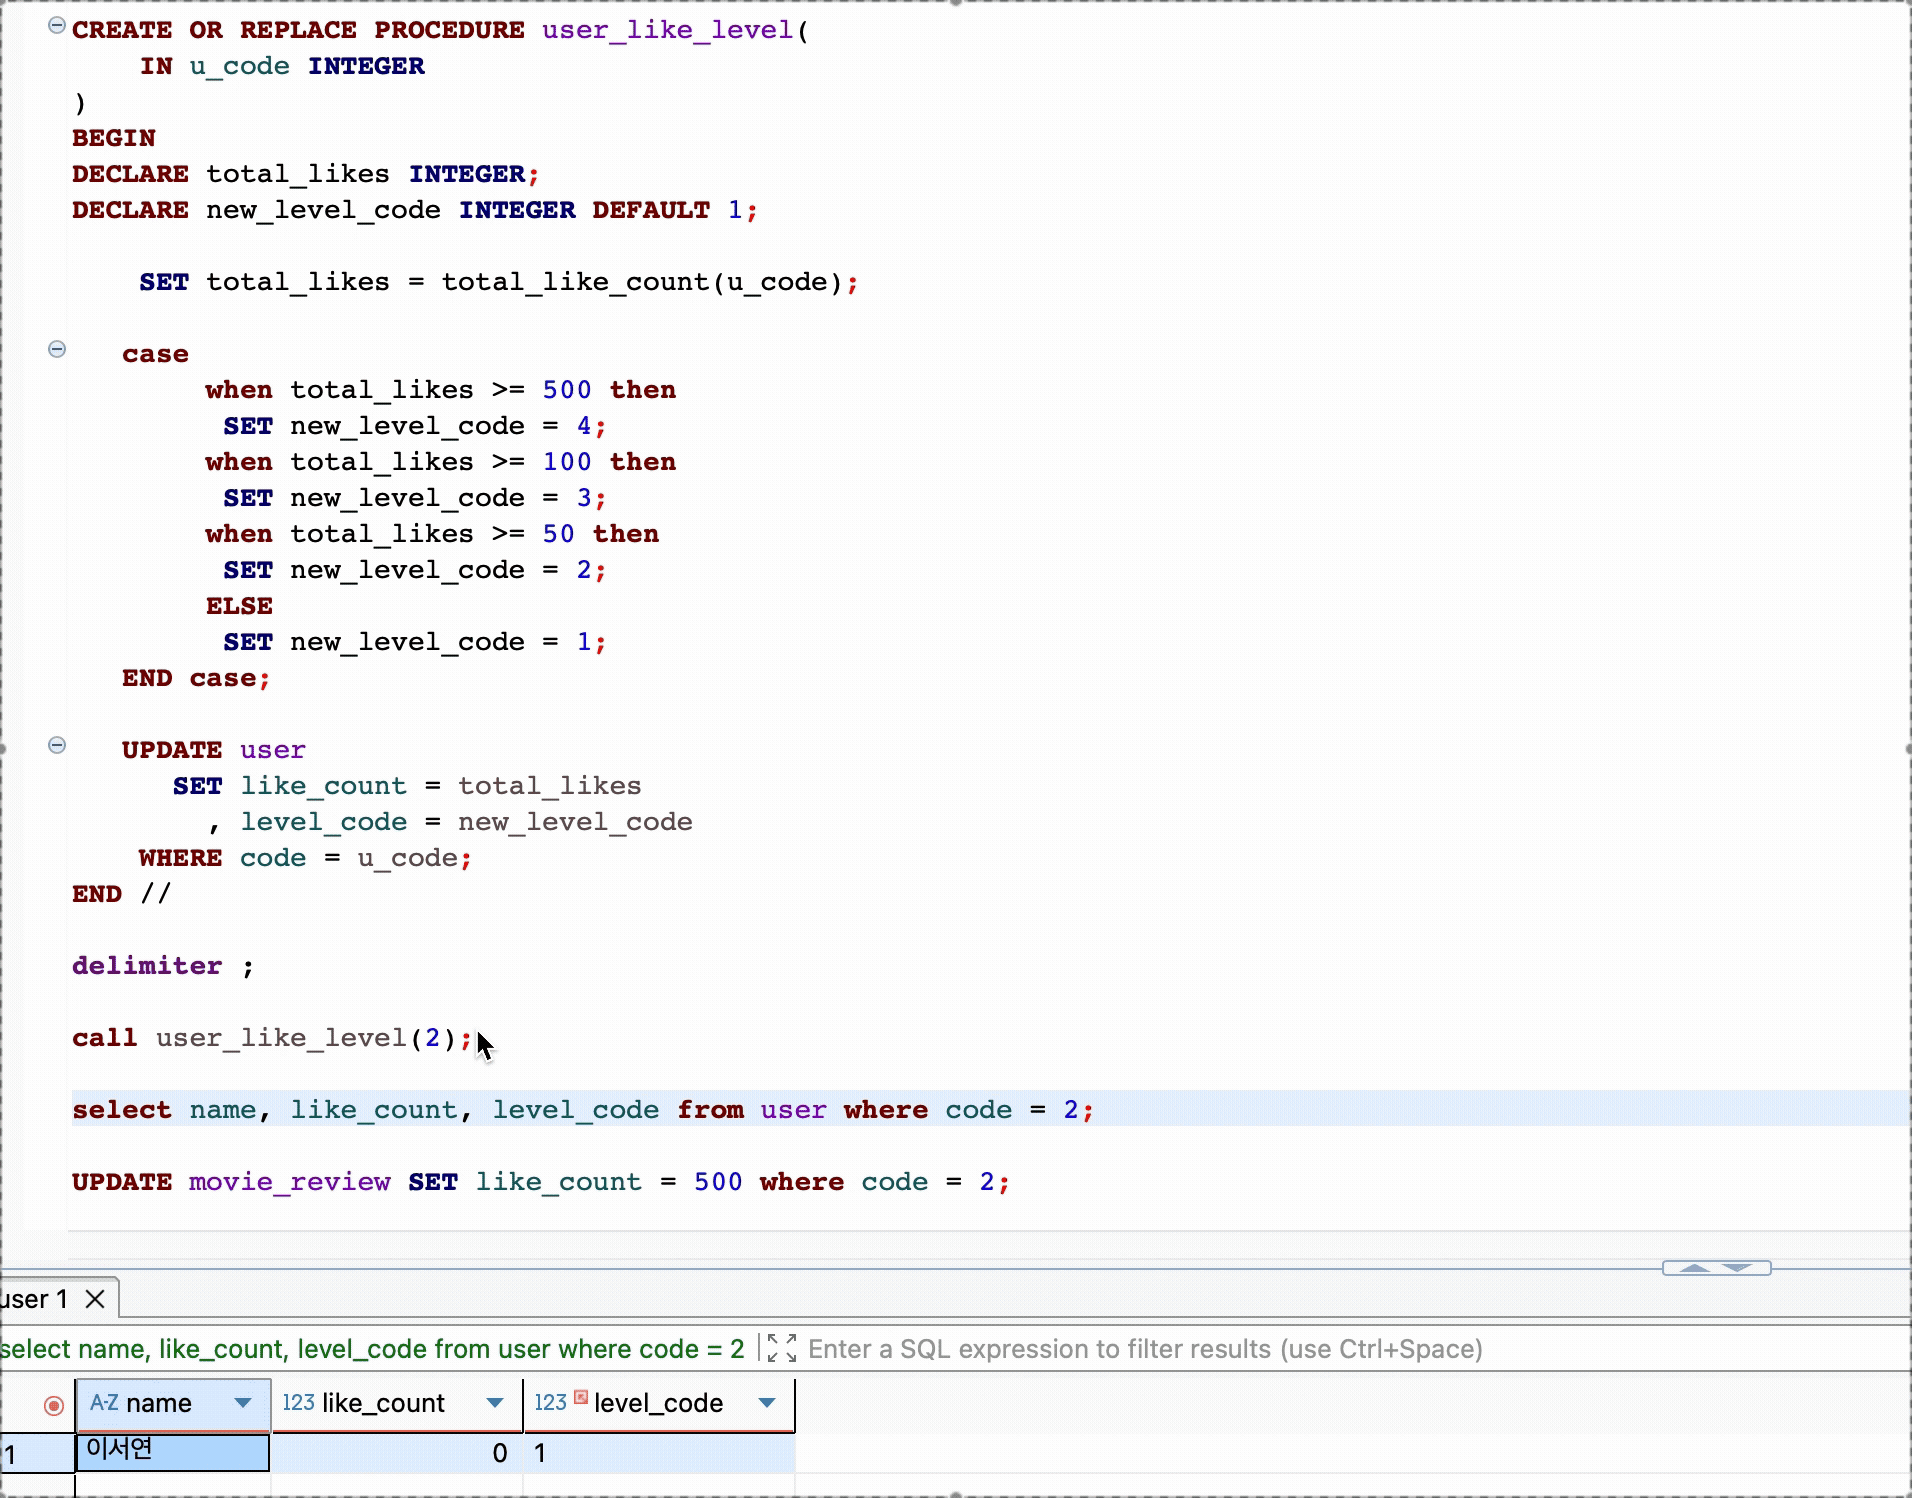 CREATE OR REPLACE PROCEDURE user_like_level(
IN u_code INTEGER
)
BEGIN
DECLARE total_likes INTEGER;
DECLARE new_level_code INTEGER DEFAULT 1;
SET total_likes = total_like_count(u_code);
case
when total_likes >= 500 then
SET new_level_code = 4;
when total_likes >= 100 then
SET new_level_code = 3;
when total_likes >= 50 then
SET new_level_code = 2;
ELSE
SET new_level_code = 1;
END case;
UPDATE user
SET like_count = total_likes
, level_code = new_level_code
WHERE code = u_code;
END //
delimiter ;
call user_like_level(2);
select name, like_count, level_code from user where code = 2;
UPDATE movie_review SET like_count = 500 where code = 2;
user 1
select name, like_count, level_code from user where code = 2 Enter a SQL expression to filter results (use Ctrl+Space)
A-Z name 123 like_count 123 level_code
1 이서연 0 1